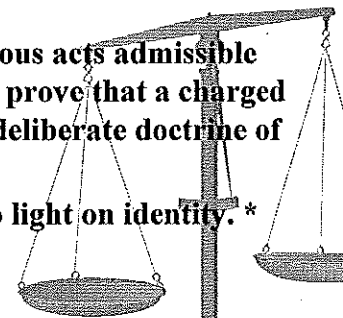 ous acts admissible
prove that a charged
deliberate doctrine of
light on identity. *